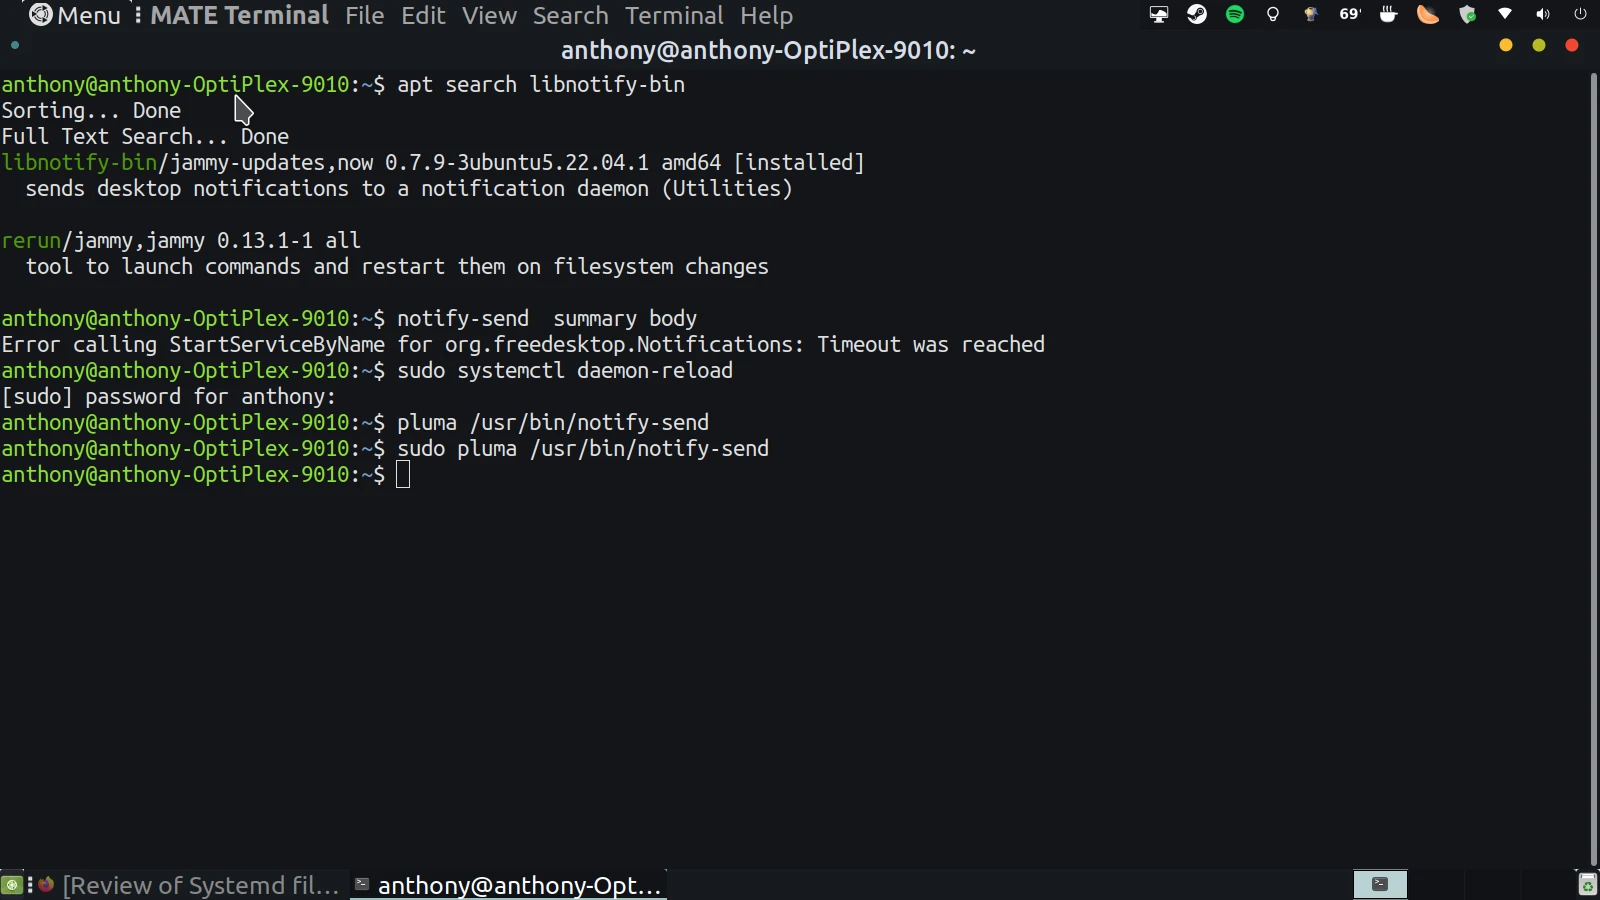 Menu MATE Terminal File Edit View Search Terminal Help 69°
anthony@anthony-OptiPlex-9010: ~
anthony@anthony-OptiPlex-9010:~$ apt search libnotify-bin
Sorting... Done
Full Text Search... Done
libnotify-bin/jammy-updates,now 0.7.9-3ubuntu5.22.04.1 amd64 [installed]
  sends desktop notifications to a notification daemon (Utilities)

rerun/jammy,jammy 0.13.1-1 all
  tool to launch commands and restart them on filesystem changes

anthony@anthony-OptiPlex-9010:~$ notify-send  summary body
Error calling StartServiceByName for org.freedesktop.Notifications: Timeout was reached
anthony@anthony-OptiPlex-9010:~$ sudo systemctl daemon-reload
[sudo] password for anthony:
anthony@anthony-OptiPlex-9010:~$ pluma /usr/bin/notify-send
anthony@anthony-OptiPlex-9010:~$ sudo pluma /usr/bin/notify-send
anthony@anthony-OptiPlex-9010:~$
[Review of Systemd fil... anthony@anthony-Opt...